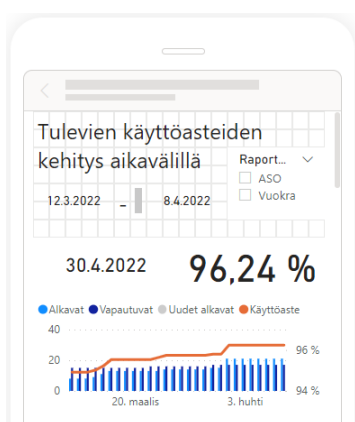 Tulevien käyttöasteiden
kehitys aikavälillä
Raport...
ASO
Vuokra
12.3.2022 - 8.4.2022
30.4.2022 96,24 %
Alkavat Vapautuvat Uudet alkavat Käyttöaste
40
20
0
96 %
94 %
20. maalis 3. huhti